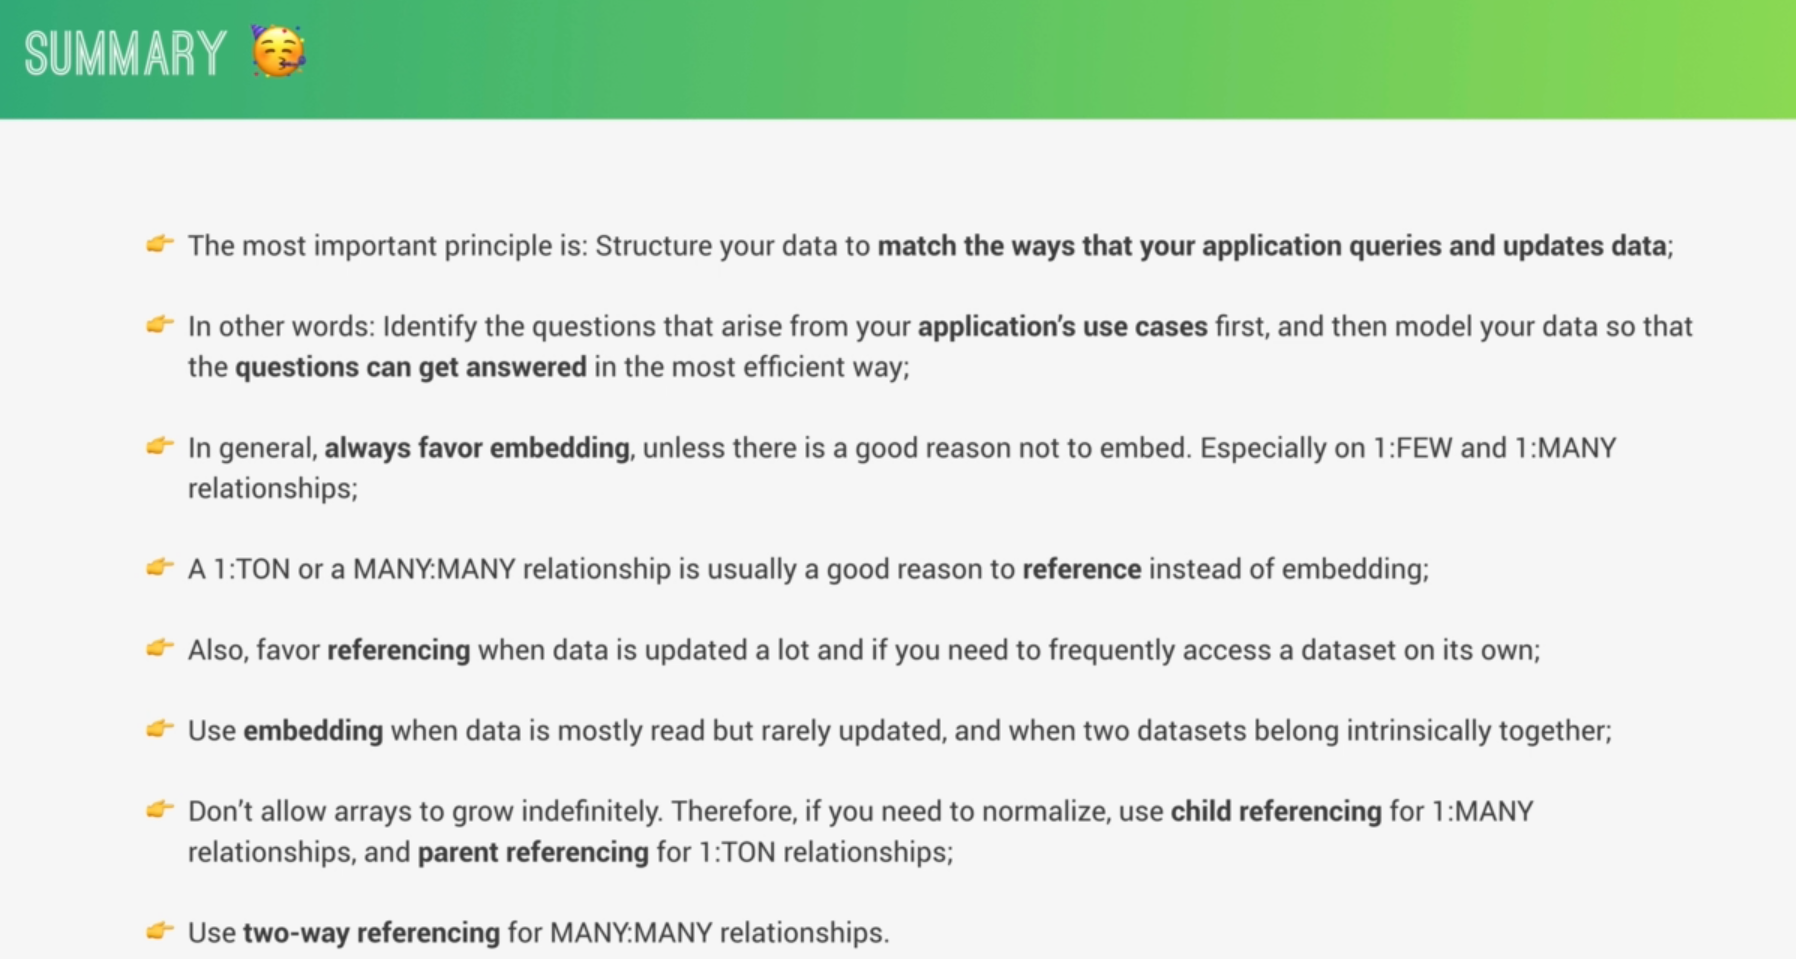 SUMMARY 🥳
👉 The most important principle is: Structure your data to match the ways that your application queries and updates data;
👉 In other words: Identify the questions that arise from your application’s use cases first, and then model your data so that
the questions can get answered in the most efficient way;
👉 In general, always favor embedding, unless there is a good reason not to embed. Especially on 1:FEW and 1:MANY
relationships;
👉 A 1:TON or a MANY:MANY relationship is usually a good reason to reference instead of embedding;
👉 Also, favor referencing when data is updated a lot and if you need to frequently access a dataset on its own;
👉 Use embedding when data is mostly read but rarely updated, and when two datasets belong intrinsically together;
👉 Don’t allow arrays to grow indefinitely. Therefore, if you need to normalize, use child referencing for 1:MANY
relationships, and parent referencing for 1:TON relationships;
👉 Use two-way referencing for MANY:MANY relationships.